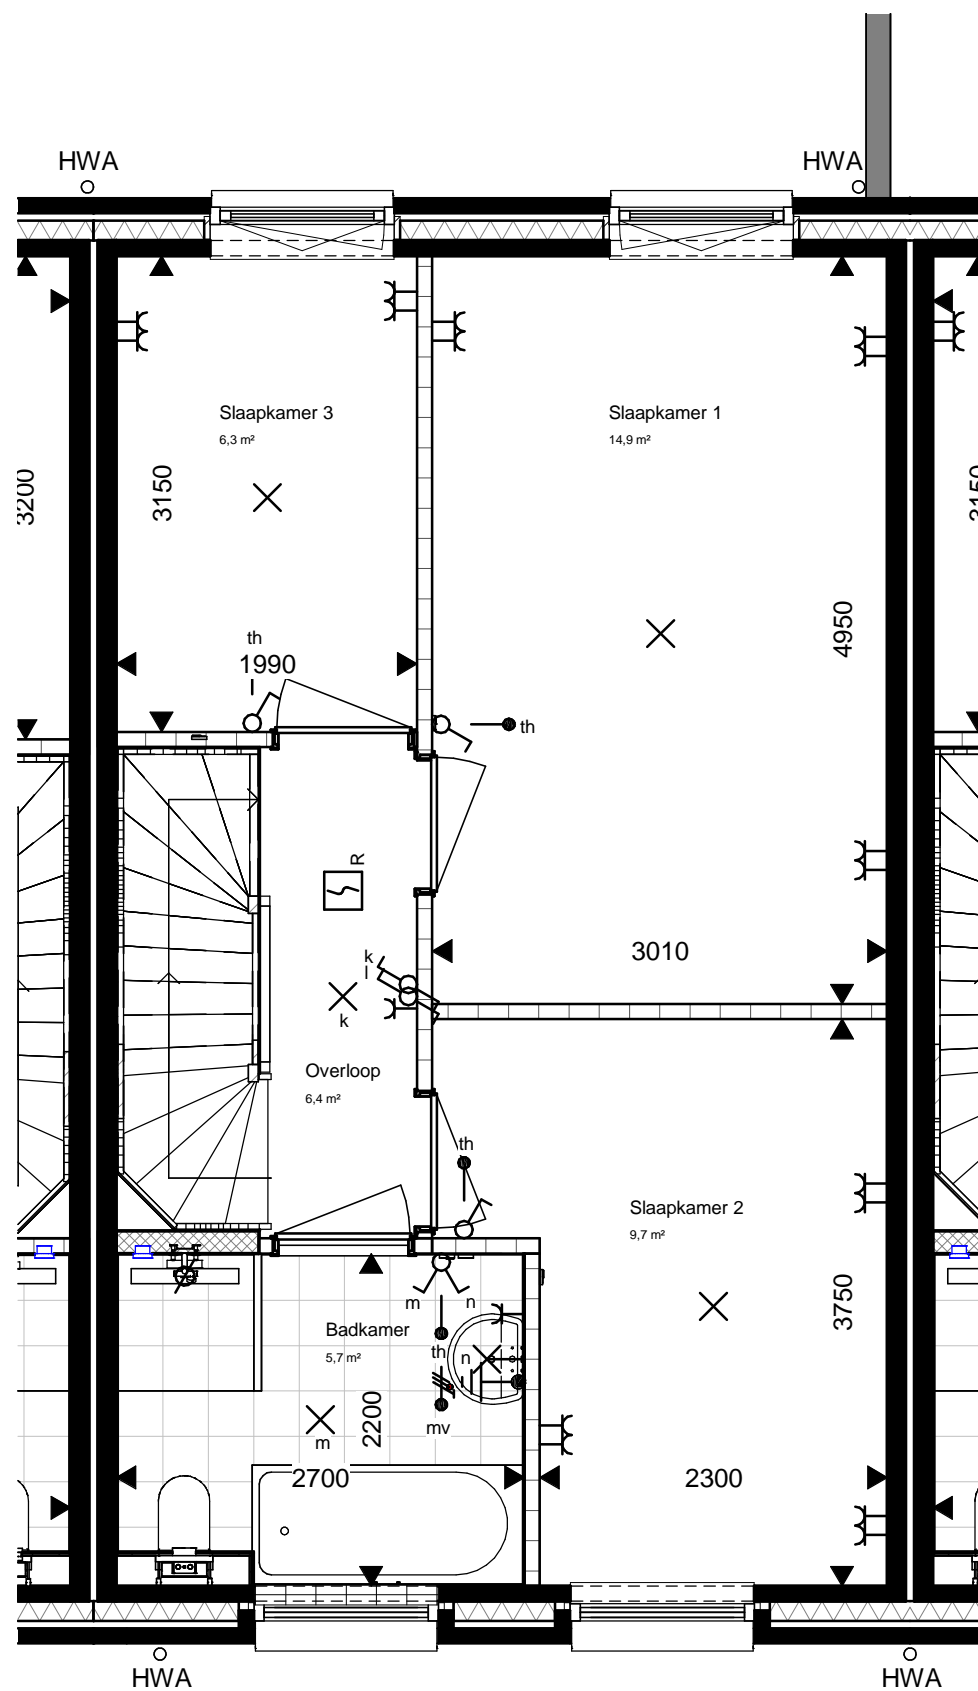 HWA
HWA
Slaapkamer 3
6,3 m²
Slaapkamer 1
14,9 m²
3200
3150
3150
4950
th
1990
th
R
k
k
3010
Overloop
6,4 m²
th
Slaapkamer 2
9,7 m²
m
n
Badkamer
5,7 m²
th
n
3750
mv
m
2200
2700
2300
HWA
HWA